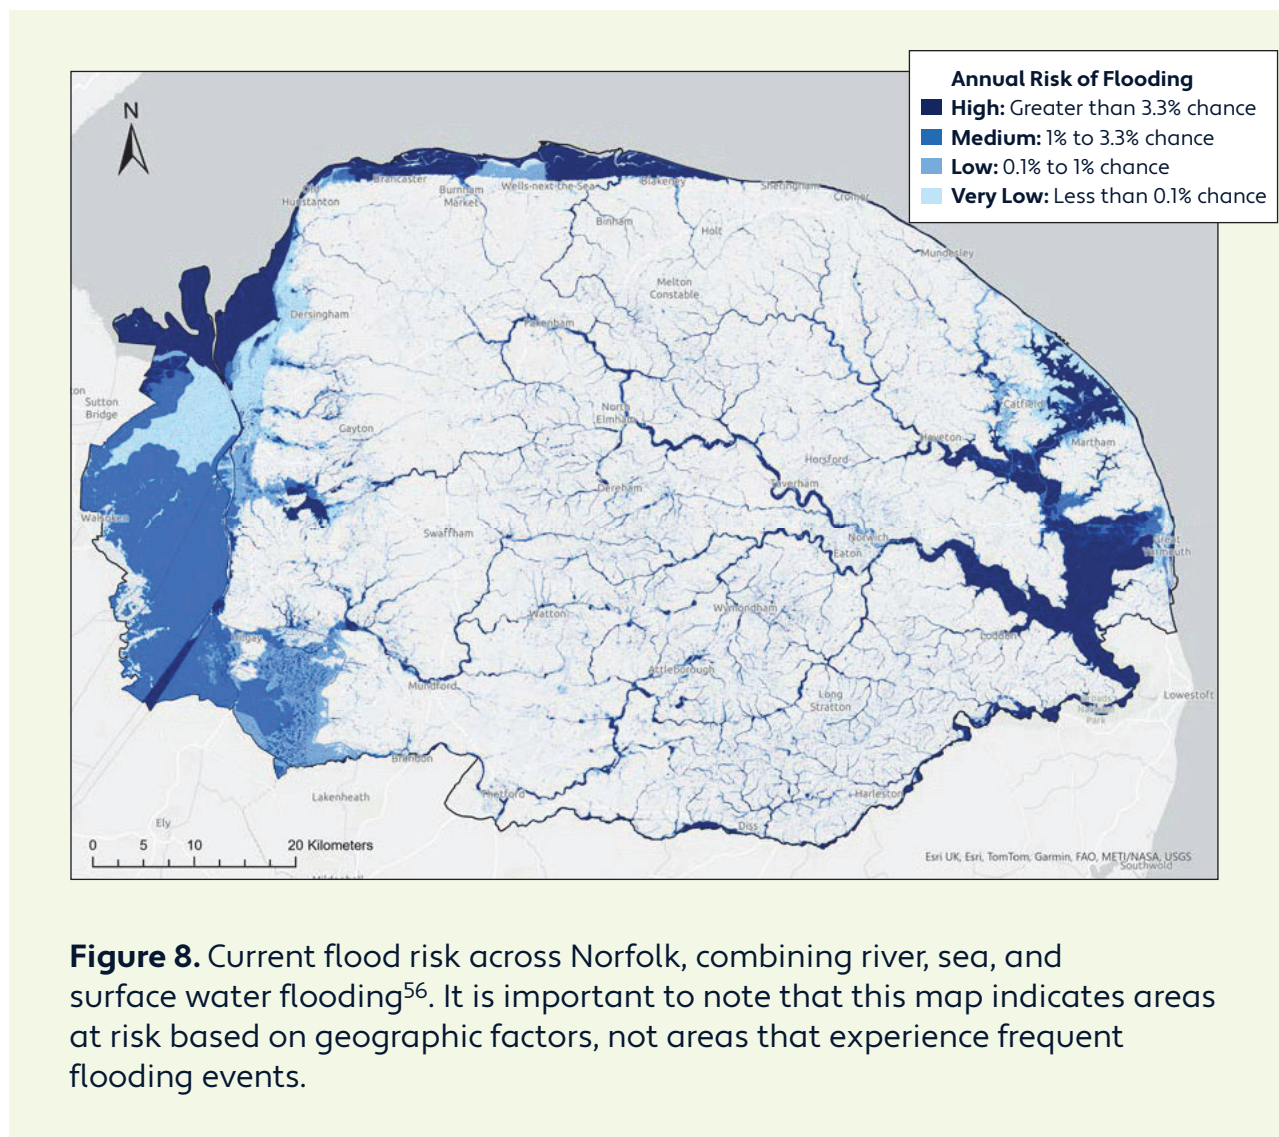 Annual Risk of Flooding
High: Greater than 3.3% chance
Medium: 1% to 3.3% chance
Low: 0.1% to 1% chance
Very Low: Less than 0.1% chance
N
Old
Hunstanton
Brancaster
Burnham
Market
Wells-next-the-Sea
Blakeney
Sheringham
Cromer
Binham
Holt
Mundesley
Melton
Constable
Dersingham
Fakenham
Sutton
Bridge
North
Elmham
Catfield
Gayton
Hoveton
Martham
Horsford
Dereham
Taverham
Walsoken
Swaffham
Norwich
Eaton
Great
Yarmouth
Watton
Wymondham
Loddon
Attleborough
Mundford
Long
Stratton
Lowestoft
Park
Brandon
Lakenheath
Thetford
Harleston
Ely
Diss
0 5 10 20 Kilometers
Esri UK, Esri, TomTom, Garmin, FAO, METI/NASA, USGS
Southwold
Figure 8. Current flood risk across Norfolk, combining river, sea, and
surface water flooding56. It is important to note that this map indicates areas
at risk based on geographic factors, not areas that experience frequent
flooding events.